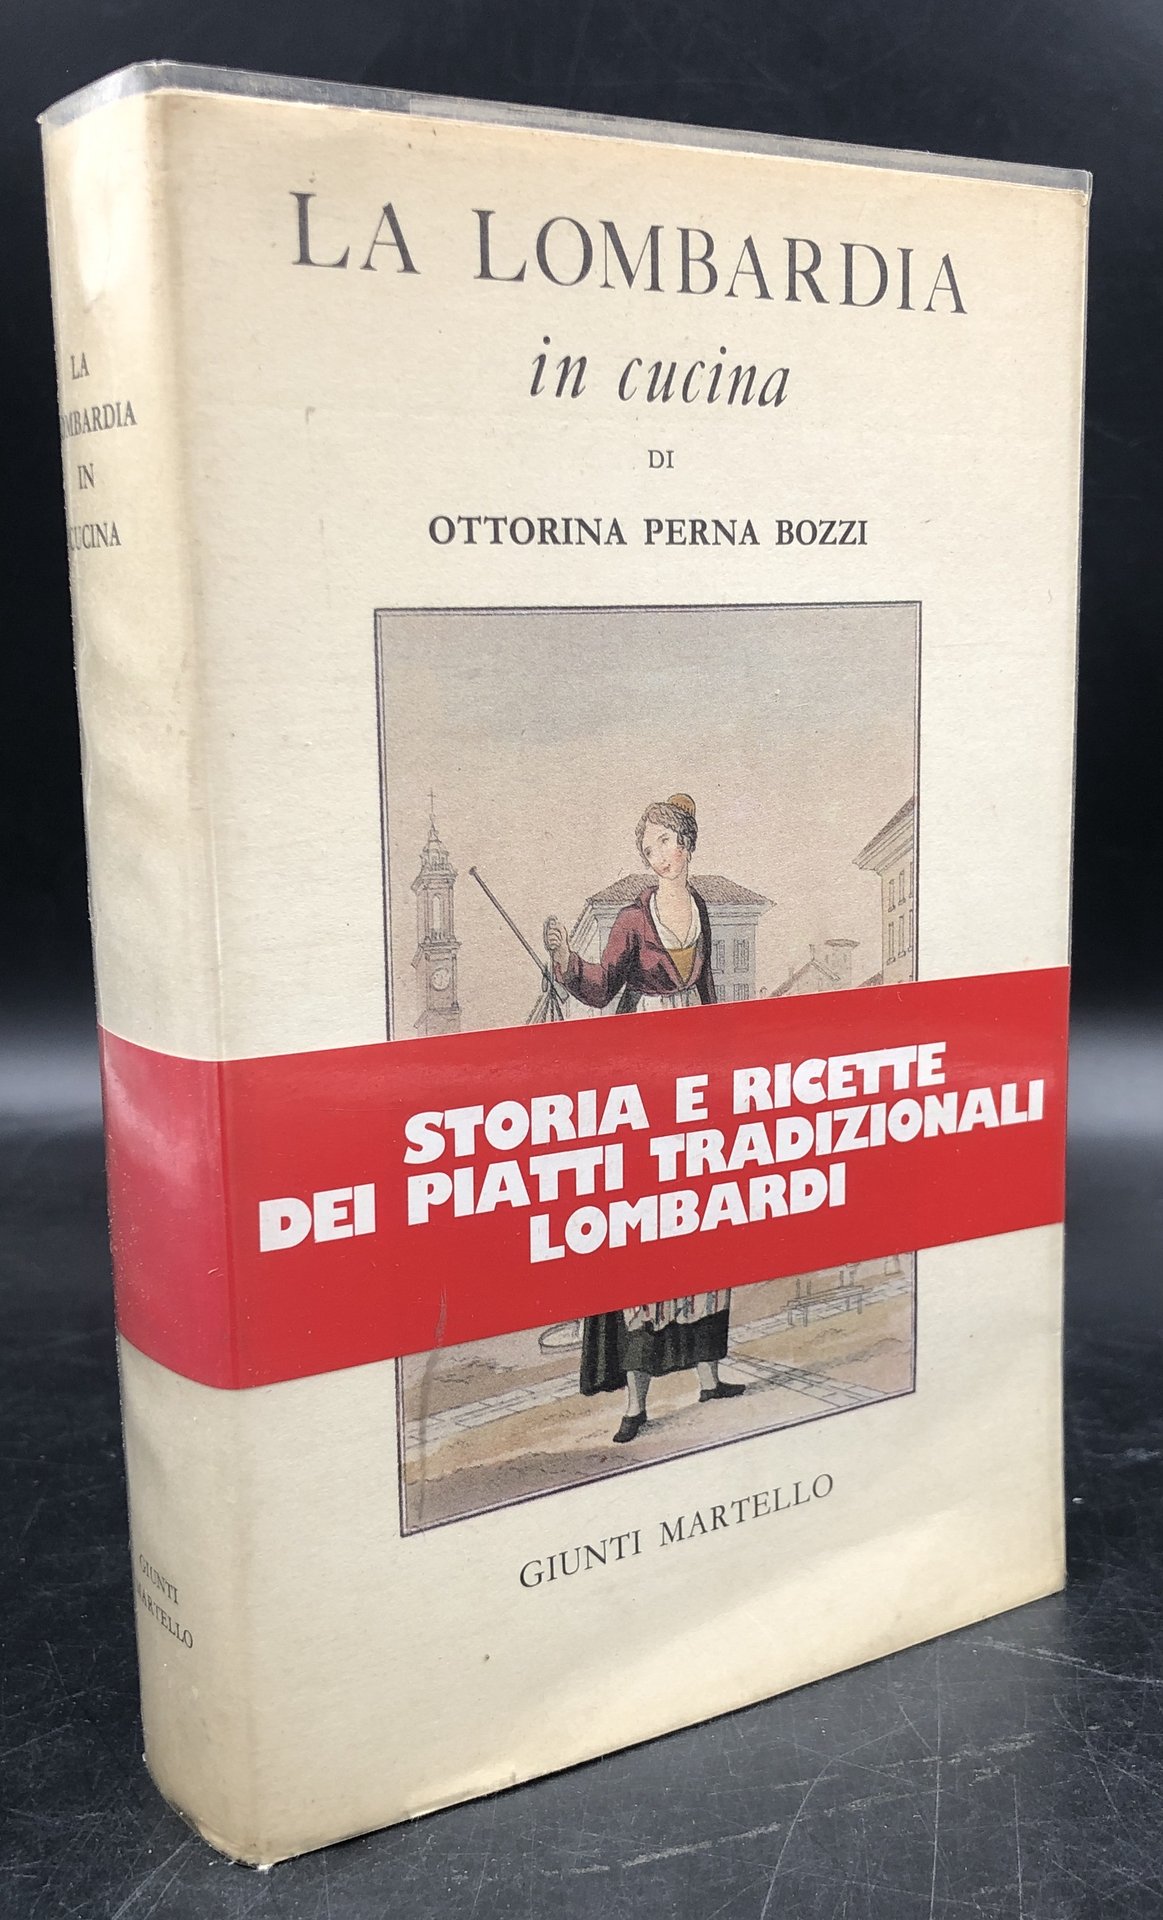 LA LOMBARDIA
in cucina
DI
OTTORINA PERNA BOZZI
STORIA E RICETTE
DEI PIATTI TRADIZIONALI
LOMBARDI
GIUNTI MARTELLO
LA
LOMBARDIA
IN
CUCINA
GIUNTI
MARTELLO